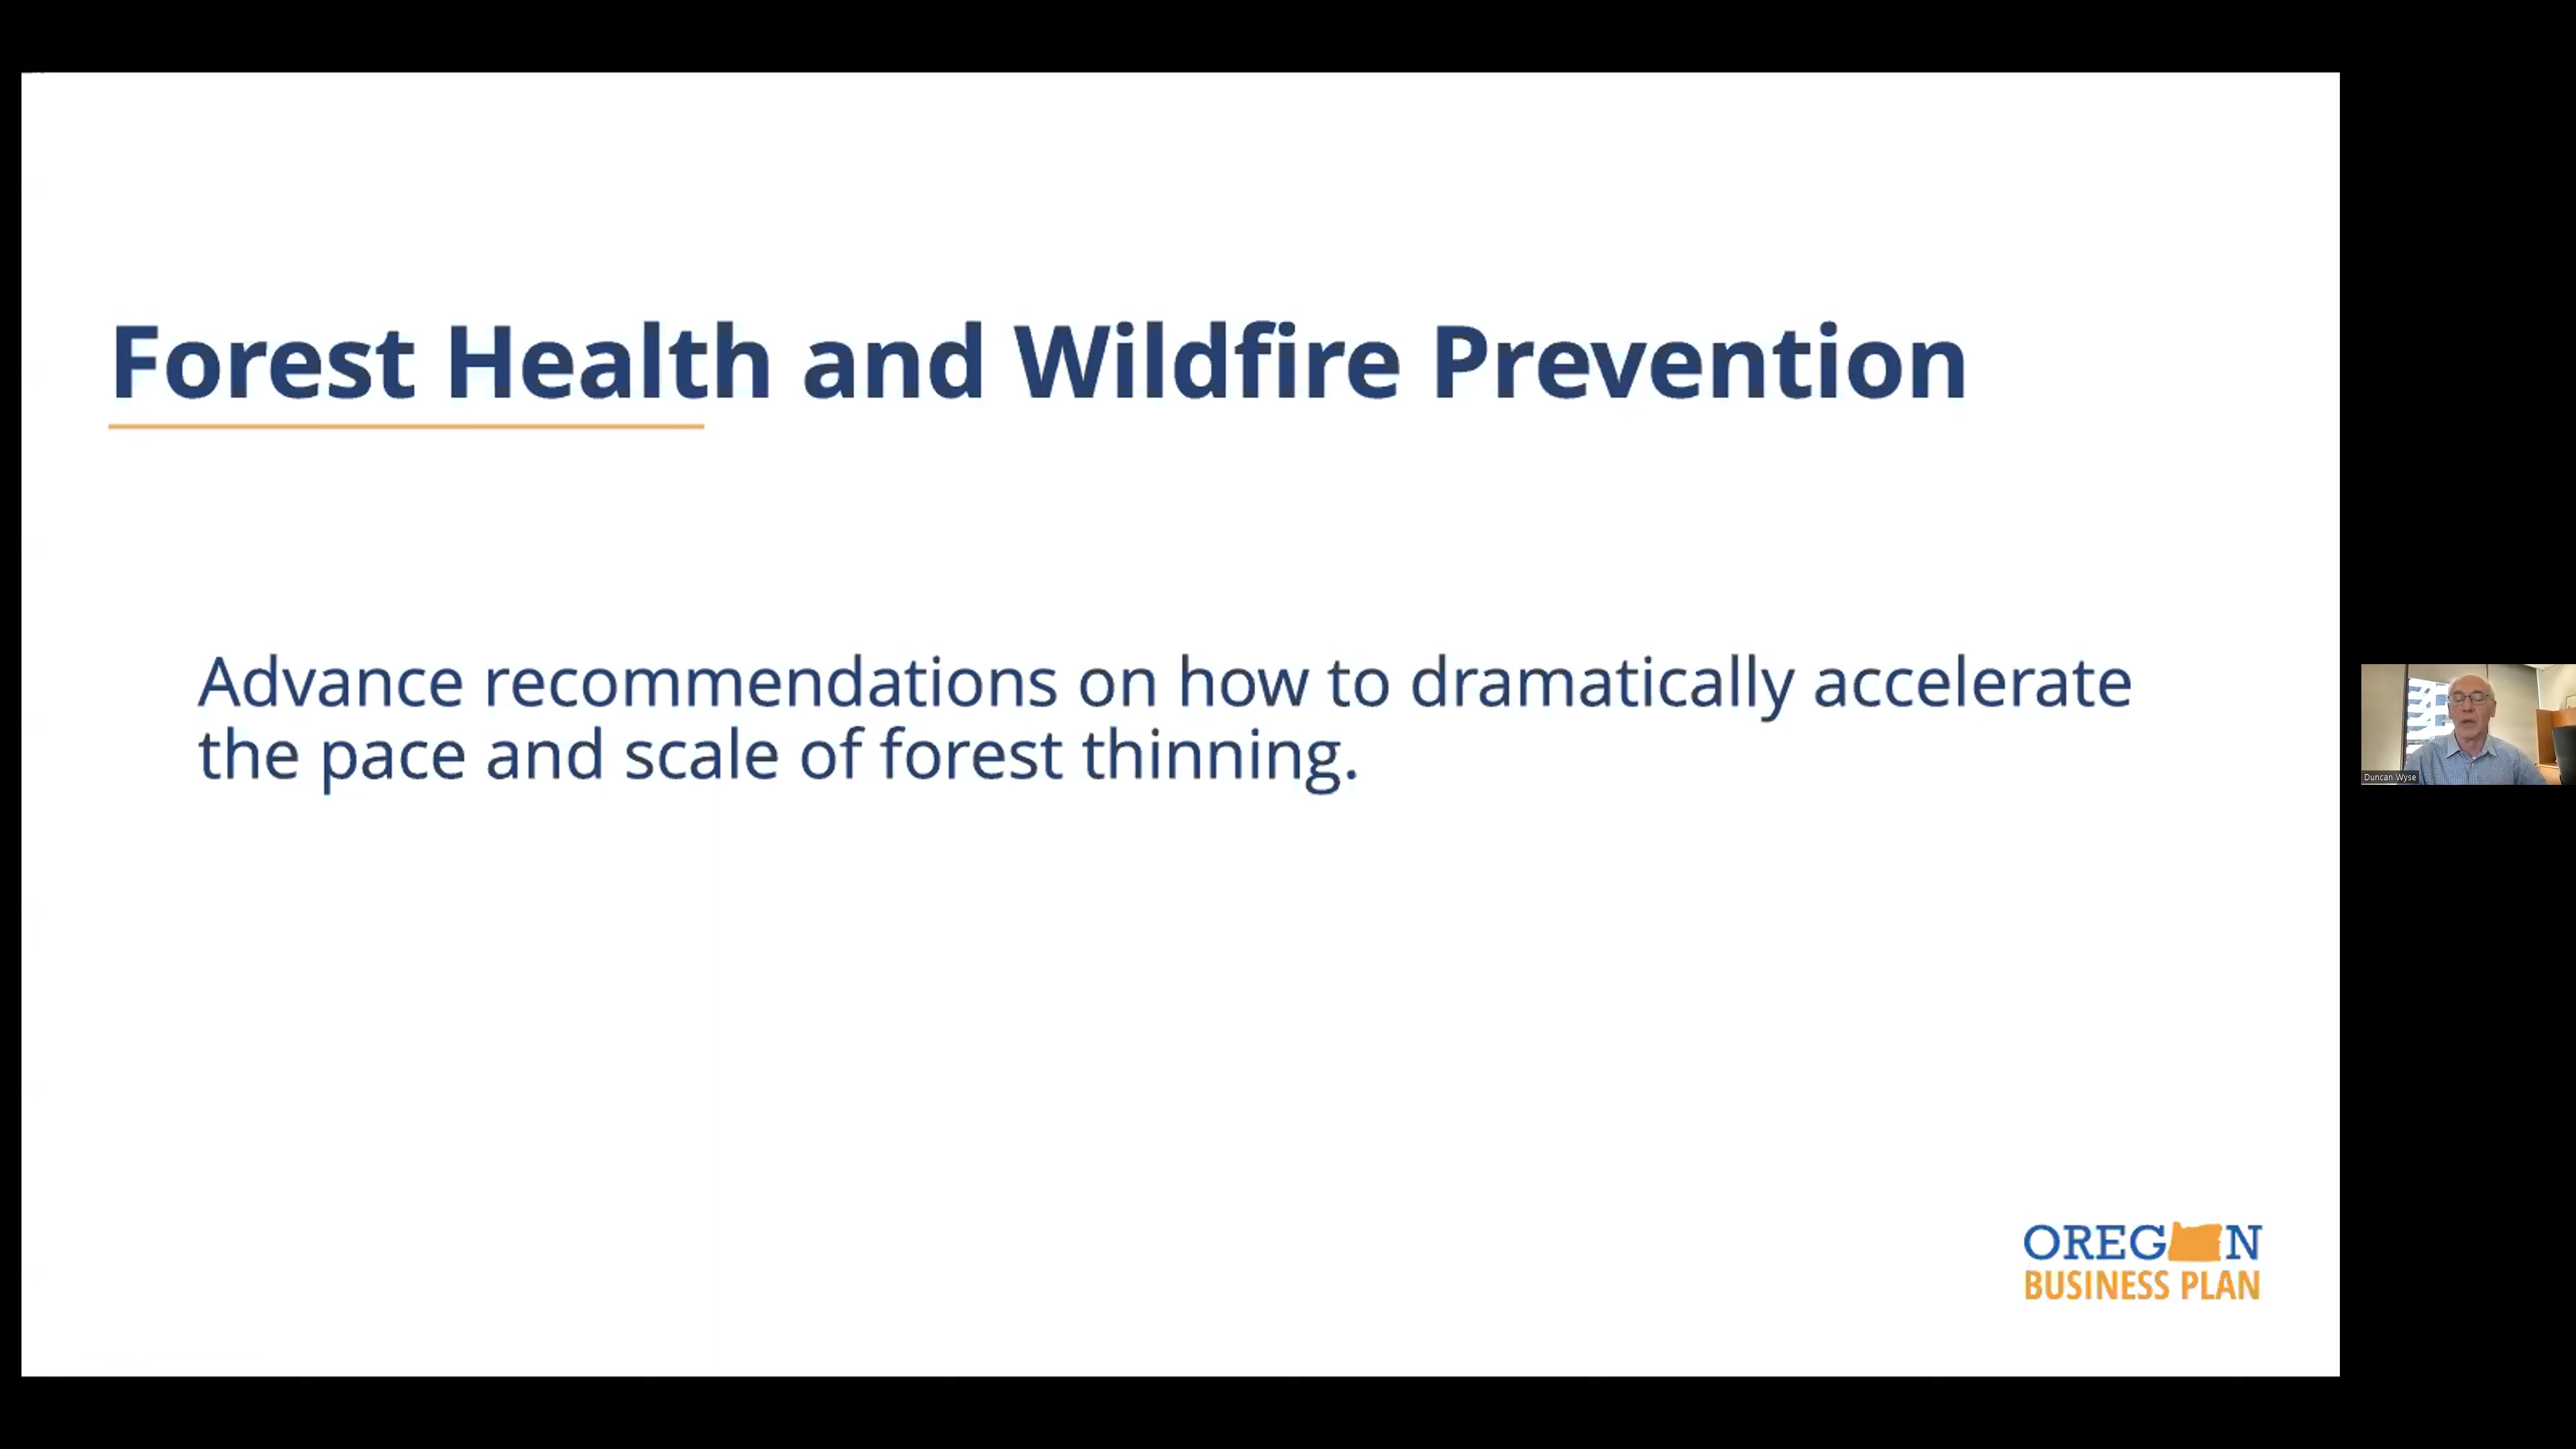 Forest Health and Wildfire Prevention
Advance recommendations on how to dramatically accelerate
the pace and scale of forest thinning.
Duncan Wyse
OREGON
BUSINESS PLAN